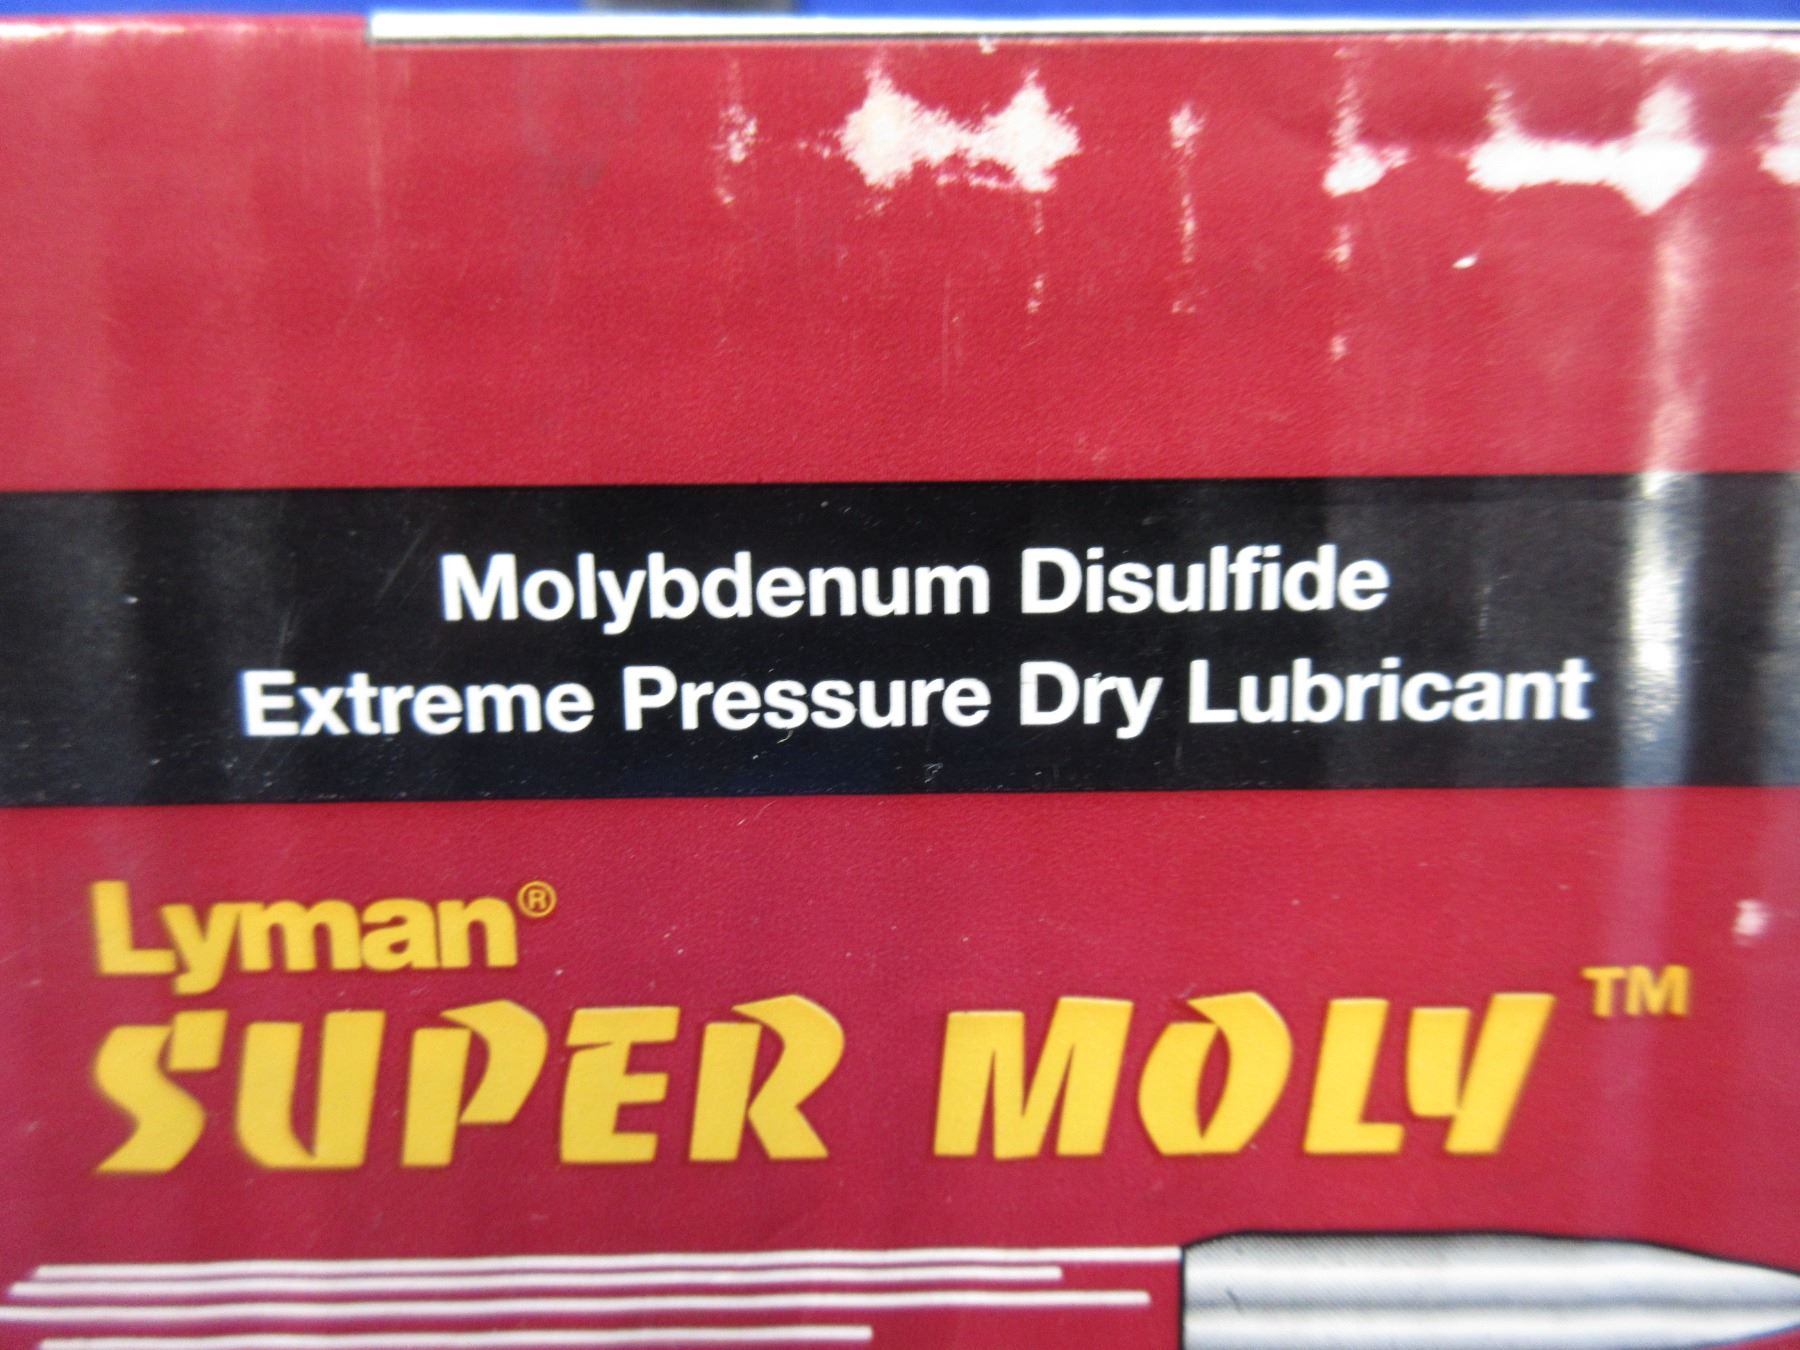 Molybdenum Disulfide
Extreme Pressure Dry Lubricant
Lyman®
SUPER MOLY™